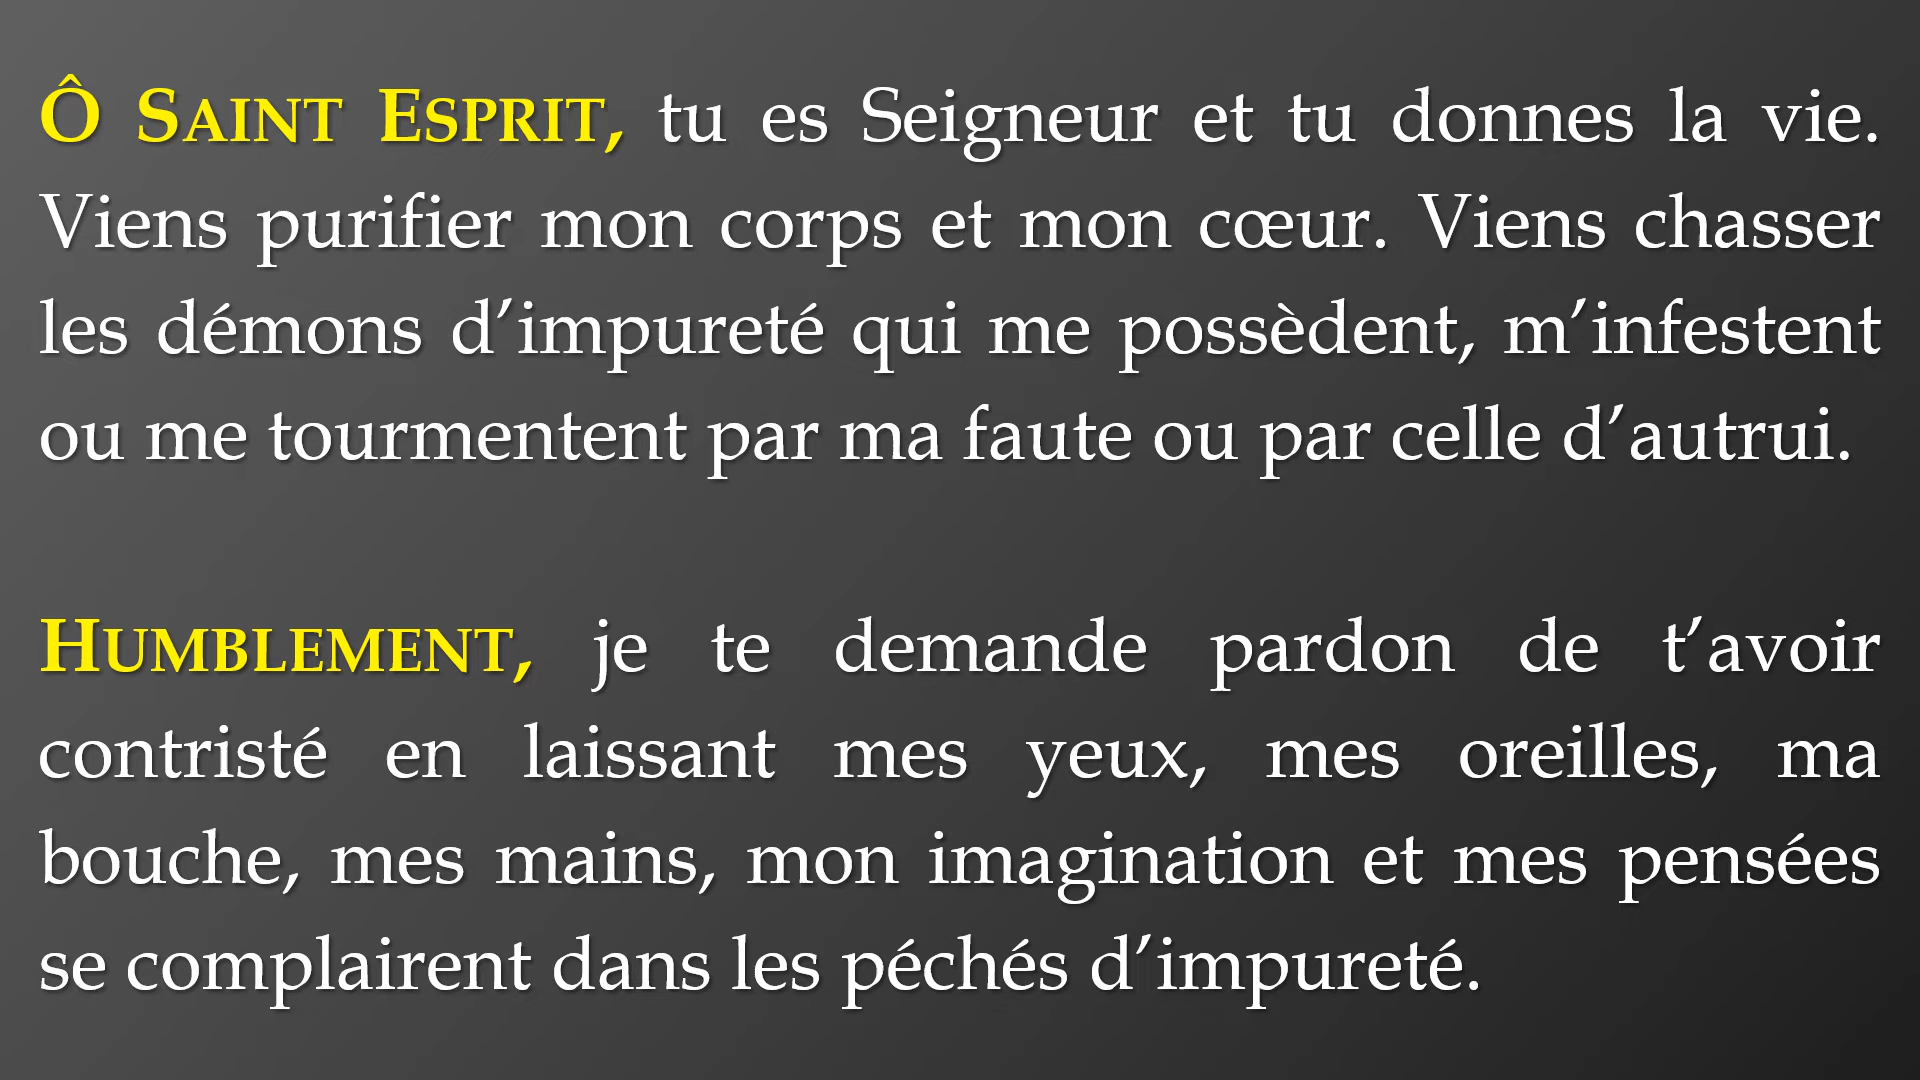 Ô SAINT ESPRIT, tu es Seigneur et tu donnes la vie.
Viens purifier mon corps et mon cœur. Viens chasser
les démons d’impureté qui me possèdent, m’infestent
ou me tourmentent par ma faute ou par celle d’autrui.
HUMBLEMENT, je te demande pardon de t’avoir
contristé en laissant mes yeux, mes oreilles, ma
bouche, mes mains, mon imagination et mes pensées
se complairent dans les péchés d’impureté.